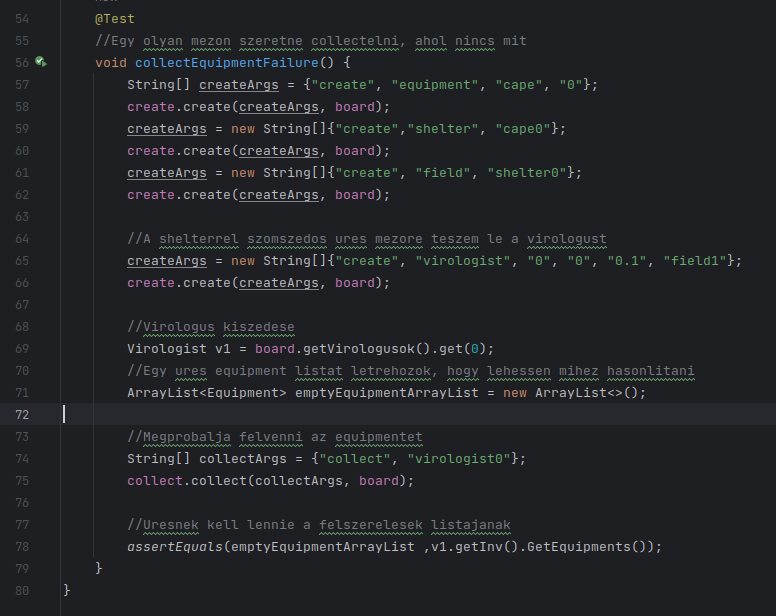 54 @Test
55 //Egy olyan mezon szeretne collectelni, ahol nincs mit
56 void collectEquipmentFailure() {
57 String[] createArgs = {"create", "equipment", "cape", "0"};
58 create.create(createArgs, board);
59 createArgs = new String[]{"create","shelter", "cape0"};
60 create.create(createArgs, board);
61 createArgs = new String[]{"create", "field", "shelter0"};
62 create.create(createArgs, board);
63
64 //A shelterrel szomszedos ures mezore teszem le a virologust
65 createArgs = new String[]{"create", "virologist", "0", "0", "0.1", "field1"};
66 create.create(createArgs, board);
67
68 //Virologus kiszedese
69 Virologist v1 = board.getVirologusok().get(0);
70 //Egy ures equipment listat letrehozok, hogy lehessen mihez hasonlitani
71 ArrayList<Equipment> emptyEquipmentArrayList = new ArrayList<>();
72
73 //Megprobalja felvenni az equipmentet
74 String[] collectArgs = {"collect", "virologist0"};
75 collect.collect(collectArgs, board);
76
77 //Uresnek kell lennie a felszerelesek listajanak
78 assertEquals(emptyEquipmentArrayList ,v1.getInv().GetEquipments());
79 }
80 }